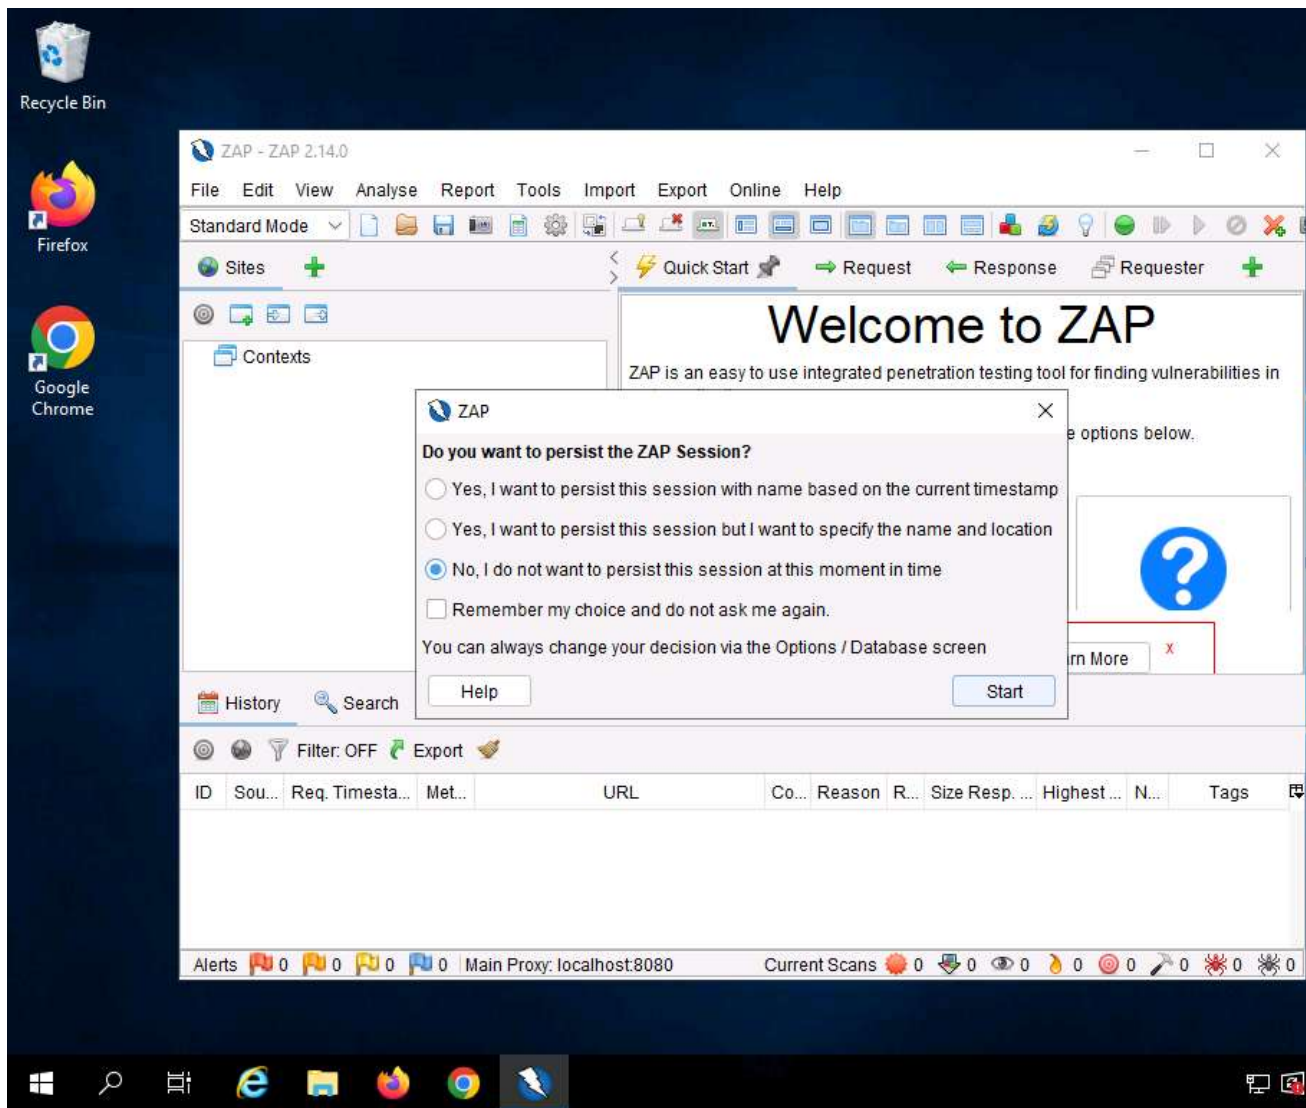 Recycle Bin
Firefox
Google
Chrome
ZAP - ZAP 2.14.0
File Edit View Analyse Report Tools Import Export Online Help
Standard Mode
Sites
Quick Start Request Response Requester
Contexts
Welcome to ZAP
ZAP is an easy to use integrated penetration testing tool for finding vulnerabilities in
e options below.
ZAP
Do you want to persist the ZAP Session?
Yes, I want to persist this session with name based on the current timestamp
Yes, I want to persist this session but I want to specify the name and location
No, I do not want to persist this session at this moment in time
Remember my choice and do not ask me again.
You can always change your decision via the Options / Database screen
Help Start
rn More X
History Search
Filter: OFF Export
ID Sou... Req. Timesta... Met... URL Co... Reason R... Size Resp. ... Highest ... N... Tags
Alerts 0 0 0 0 Main Proxy: localhost:8080 Current Scans 0 0 0 0 0 0 0 0